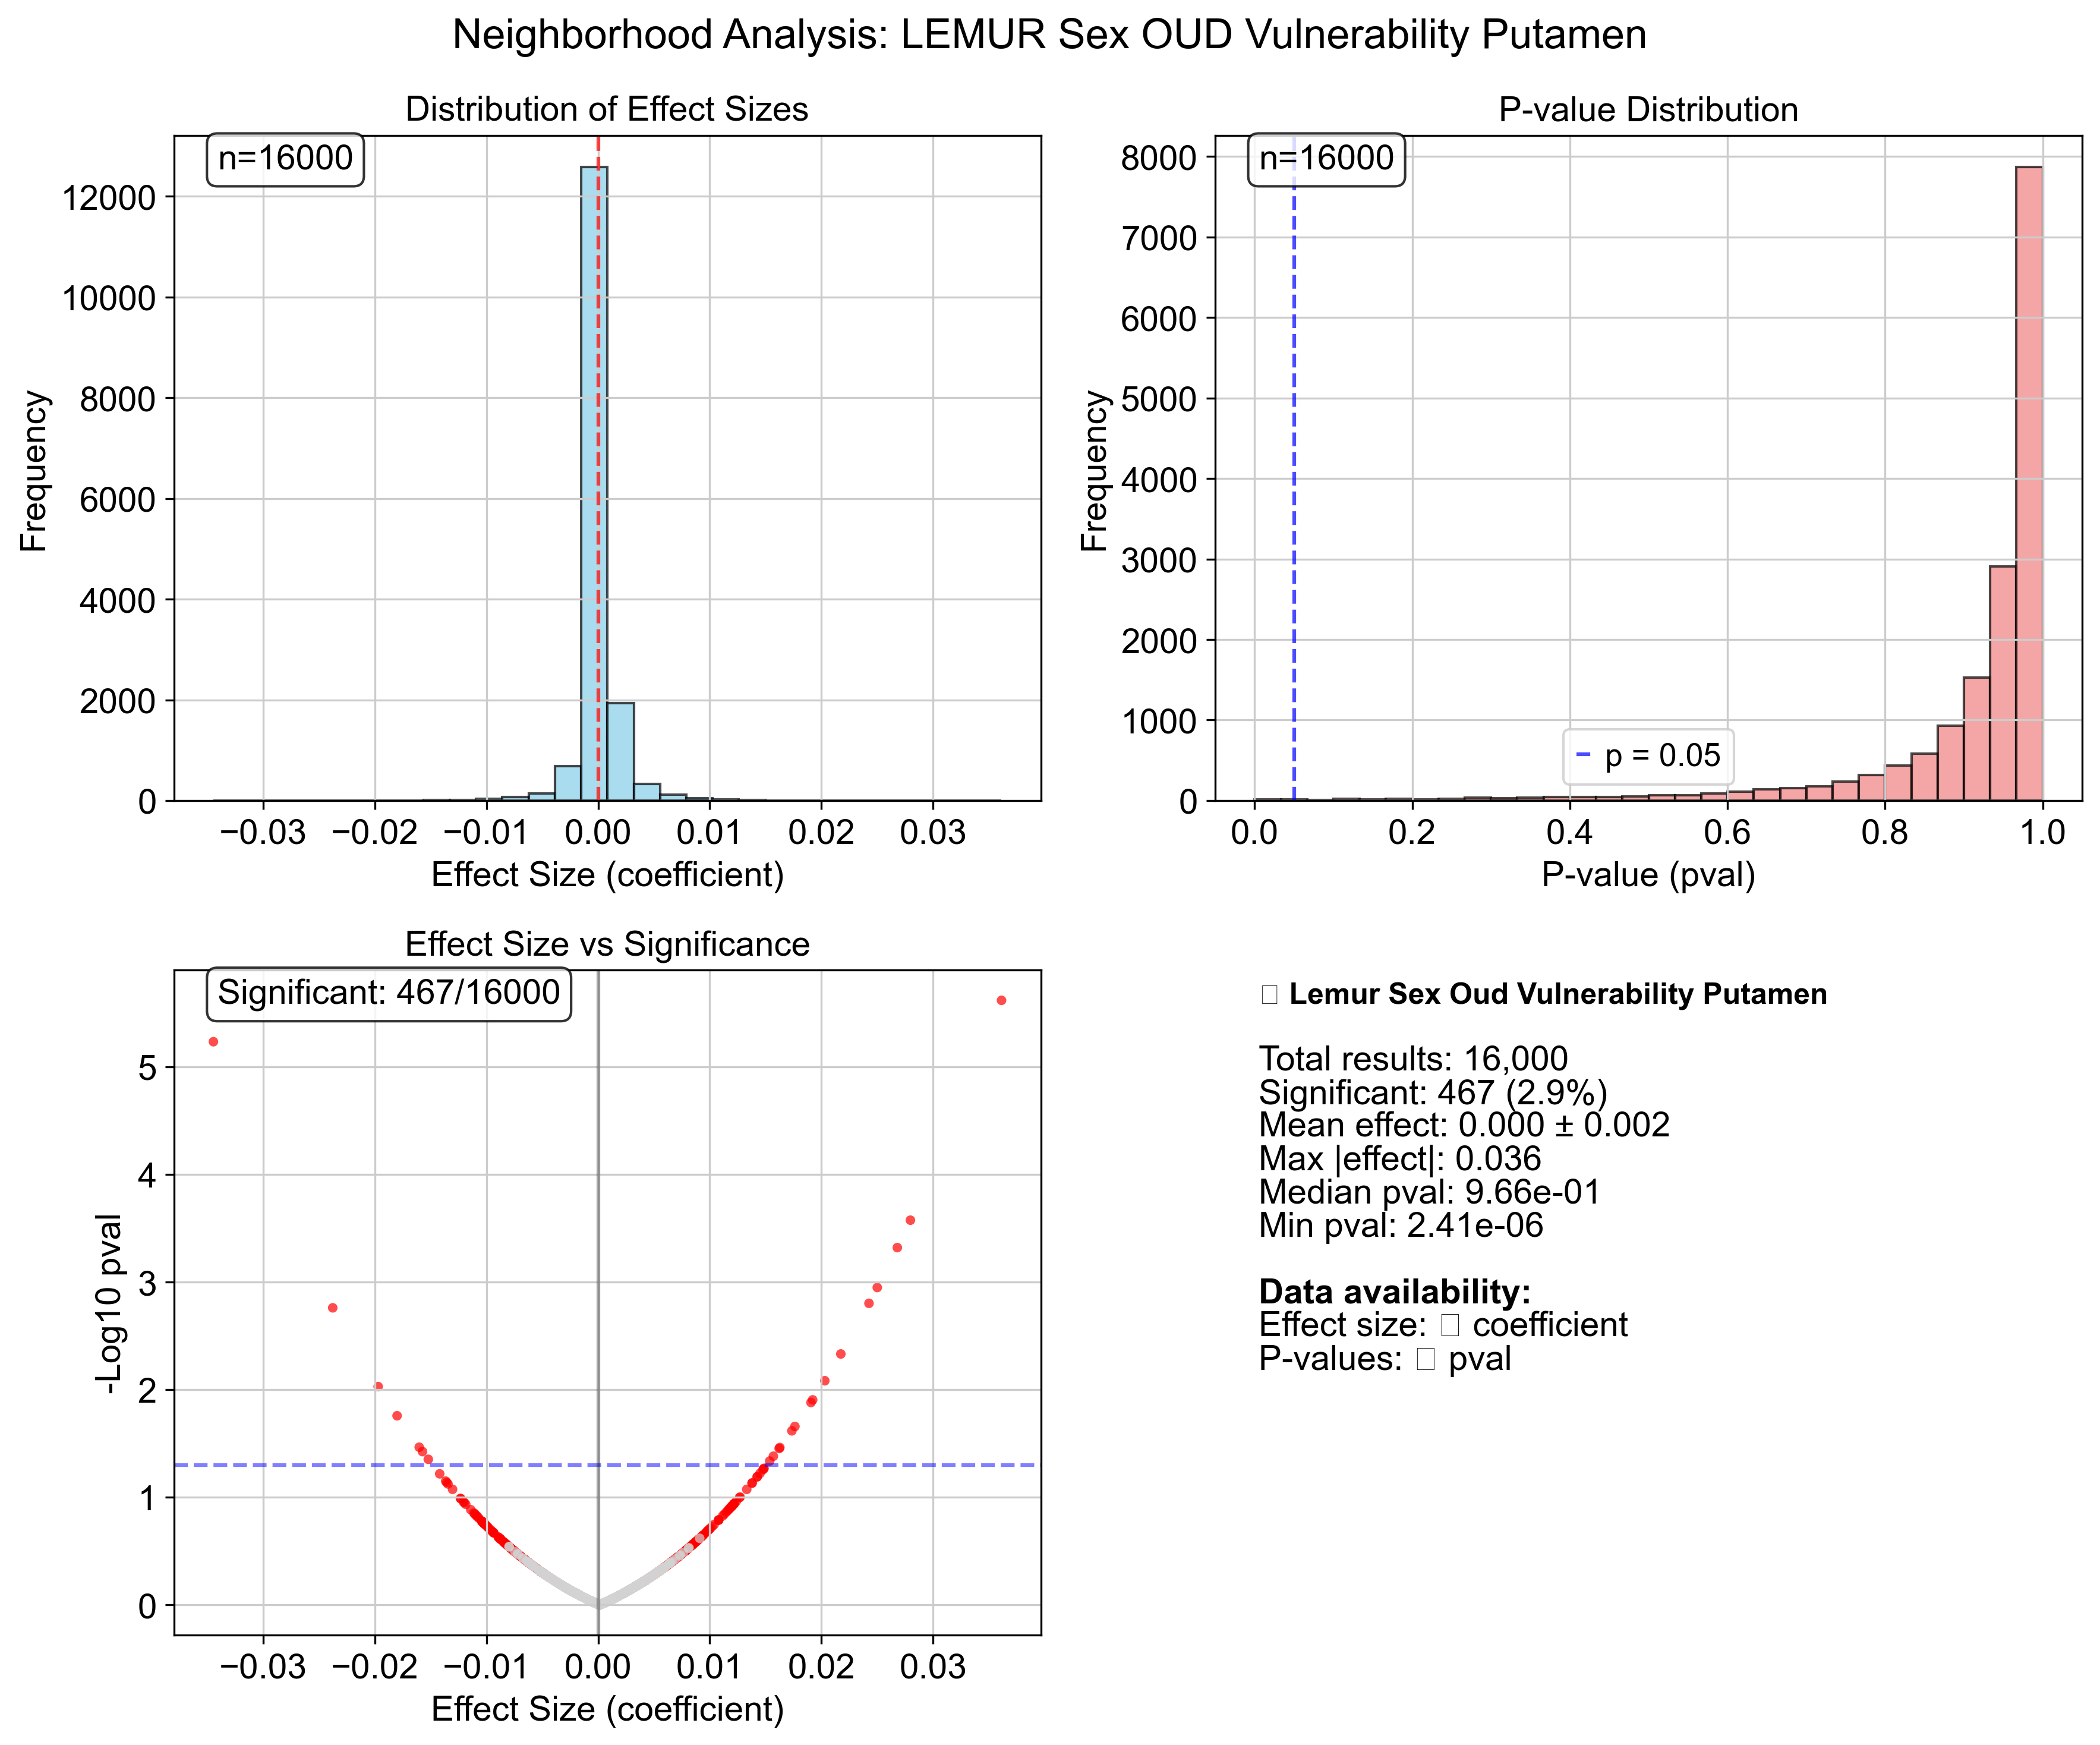 Neighborhood Analysis: LEMUR Sex OUD Vulnerability Putamen
Distribution of Effect Sizes
n=16000
12000
10000
8000
6000
4000
2000
0
Frequency
−0.03 −0.02 −0.01 0.00 0.01 0.02 0.03
Effect Size (coefficient)
P-value Distribution
n=16000
8000
7000
6000
5000
4000
3000
2000
1000
0
Frequency
p = 0.05
0.0 0.2 0.4 0.6 0.8 1.0
P-value (pval)
Effect Size vs Significance
Significant: 467/16000
5
4
3
2
1
0
-Log10 pval
−0.03 −0.02 −0.01 0.00 0.01 0.02 0.03
Effect Size (coefficient)
□ Lemur Sex Oud Vulnerability Putamen
Total results: 16,000
Significant: 467 (2.9%)
Mean effect: 0.000 ± 0.002
Max |effect|: 0.036
Median pval: 9.66e-01
Min pval: 2.41e-06
Data availability:
Effect size: □ coefficient
P-values: □ pval